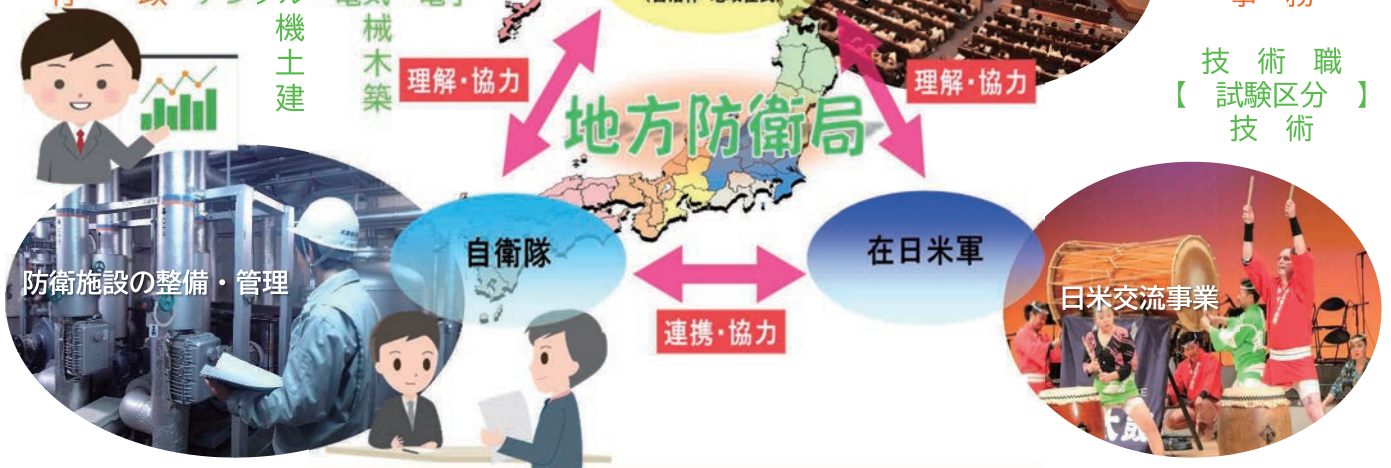 機　械
土　木
建　築
理解・協力
理解・協力
技　術　職
【　試験区分　】
技　術
地方防衛局
自衛隊
在日米軍
防衛施設の整備・管理
日米交流事業
連携・協力